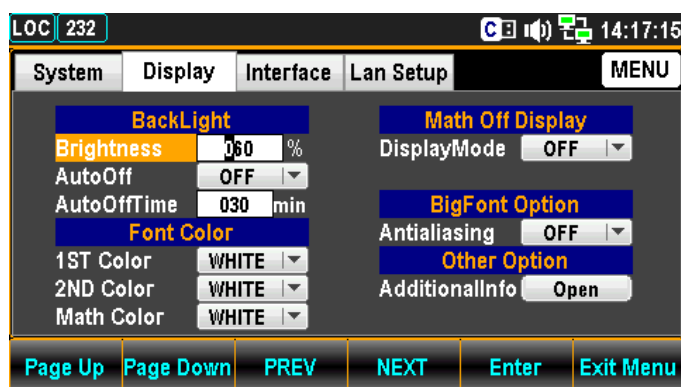 LOC 232 C 14:17:15
System Display Interface Lan Setup MENU
BackLight
Brightness 060 %
AutoOff OFF
AutoOffTime 030 min
Font Color
1ST Color WHITE
2ND Color WHITE
Math Color WHITE
Math Off Display
DisplayMode OFF
BigFont Option
Antialiasing OFF
Other Option
AdditionalInfo Open
Page Up Page Down PREV NEXT Enter Exit Menu